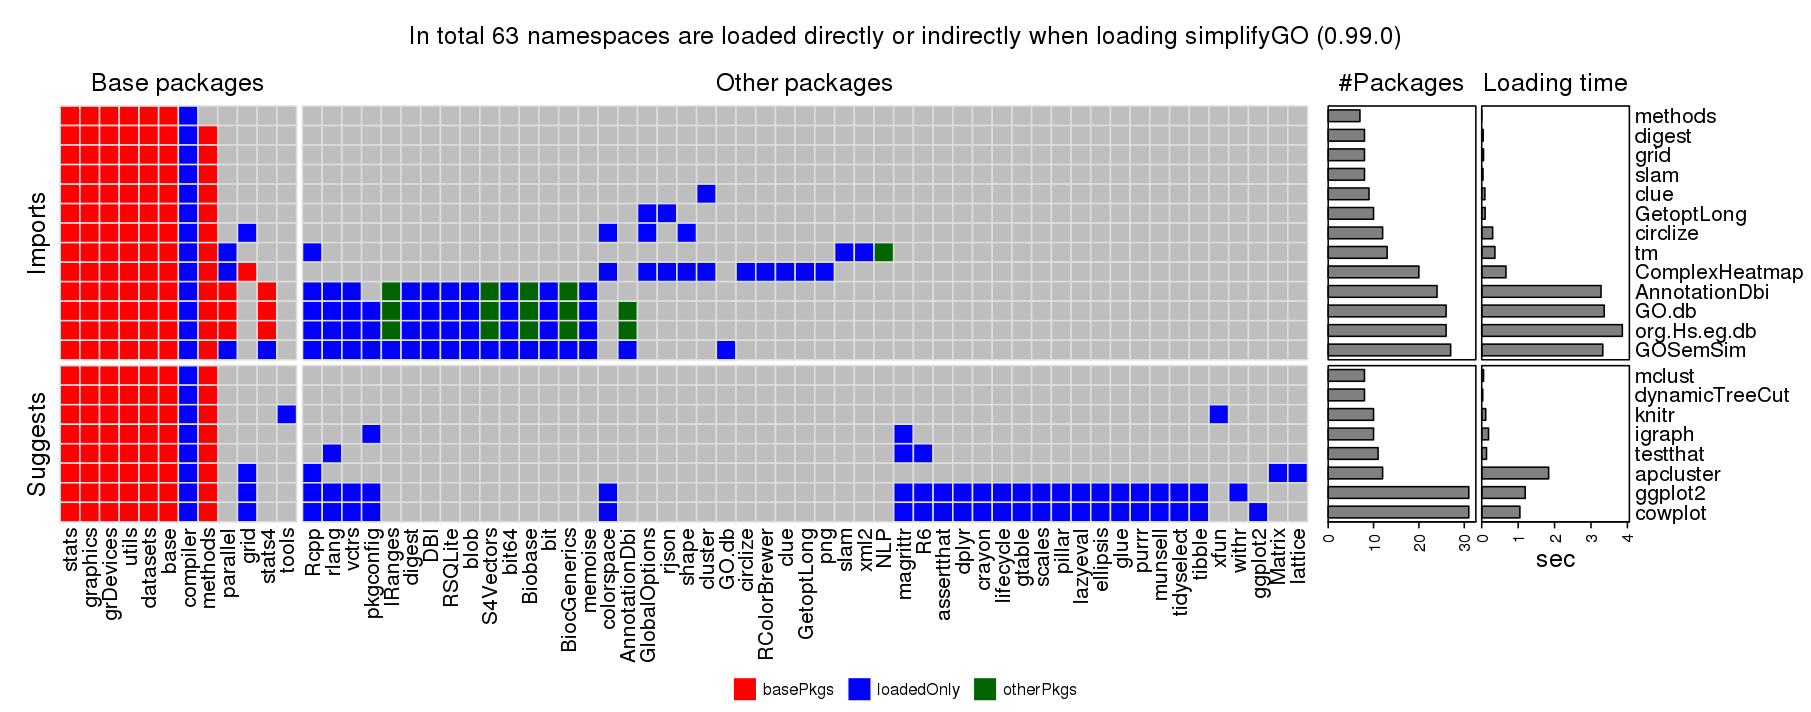 In total 63 namespaces are loaded directly or indirectly when loading simplifyGO (0.99.0)
Base packages
Other packages
#Packages
Loading time
Imports
methods
digest
grid
slam
clue
GetoptLong
circlize
tm
ComplexHeatmap
AnnotationDbi
GO.db
org.Hs.eg.db
GOSemSim
Suggests
mclust
dynamicTreeCut
knitr
igraph
testthat
apcluster
ggplot2
cowplot
stats
graphics
grDevices
utils
datasets
base
compiler
methods
parallel
grid
stats4
tools
Rcpp
rlang
vctrs
pkgconfig
IRanges
digest
DBI
RSQLite
blob
S4Vectors
bit64
Biobase
bit
BiocGenerics
memoise
colorspace
AnnotationDbi
GlobalOptions
rjson
shape
cluster
GO.db
circlize
RColorBrewer
clue
GetoptLong
png
slam
xml2
NLP
magrittr
R6
assertthat
dplyr
crayon
lifecycle
gtable
scales
pillar
lazyeval
ellipsis
glue
purrr
munsell
tidyselect
tibble
xfun
withr
ggplot2
Matrix
lattice
0 10 20 30
0 1 2 3 4
sec
basePkgs loadedOnly otherPkgs